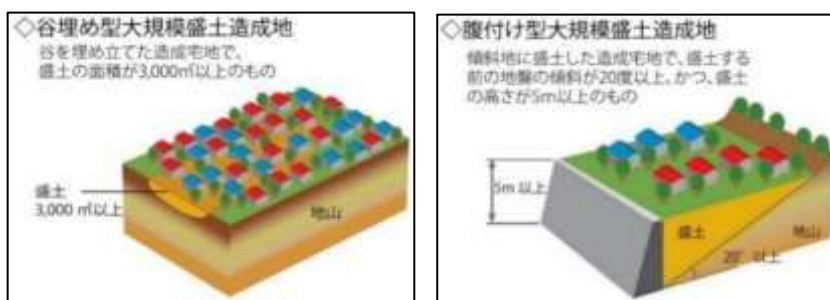 ◇谷埋め型大規模盛土造成地
谷を埋め立てた造成宅地で、
盛土の面積が3,000㎡以上のもの
盛土
3,000 ㎡以上
地山
◇腹付け型大規模盛土造成地
傾斜地に盛土した造成宅地で、盛土する
前の地盤の傾斜が20度以上、かつ、盛土
の高さが5m以上のもの
5m 以上
盛土
地山
20°以上